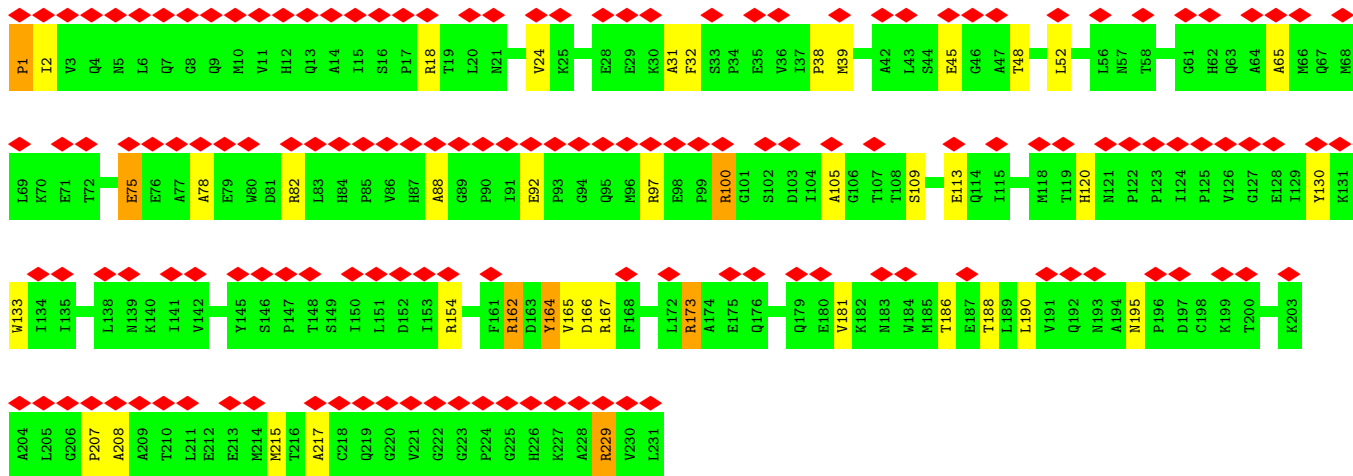 P1 I2 V3 Q4 N5 L6 Q7 G8 Q9 M10 V11 H12 Q13 A14 I15 S16 P17 R18 T19 L20 N21 V24 K25 E28 E29 K30 A31 F32 S33 P34 E35 V36 I37 P38 M39 A42 L43 S44 E45 G46 A47 T48 L52 L56 N57 T58 G61 H62 Q63 A64 A65 M66 Q67 M68
L69 K70 E71 T72 E75 E76 A77 A78 E79 W80 D81 R82 L83 H84 P85 V86 H87 A88 G89 P90 I91 E92 P93 G94 Q95 M96 R97 E98 P99 R100 G101 S102 D103 I104 A105 G106 T107 T108 S109 E113 Q114 I115 M118 T119 H120 N121 P122 P123 I124 P125 V126 G127 E128 I129 Y130 K131
W133 I134 I135 L138 N139 K140 I141 V142 Y145 S146 P147 T148 S149 I150 L151 D152 I153 R154 F161 R162 D163 Y164 V165 D166 R167 F168 L172 R173 A174 E175 Q176 Q179 E180 V181 K182 N183 W184 M185 T186 E187 T188 L189 L190 V191 Q192 N193 A194 N195 P196 D197 C198 K199 T200 K203
A204 L205 G206 P207 A208 A209 T210 L211 E212 E213 M214 M215 T216 A217 C218 Q219 G220 V221 G222 G223 P224 G225 H226 K227 A228 R229 V230 L231